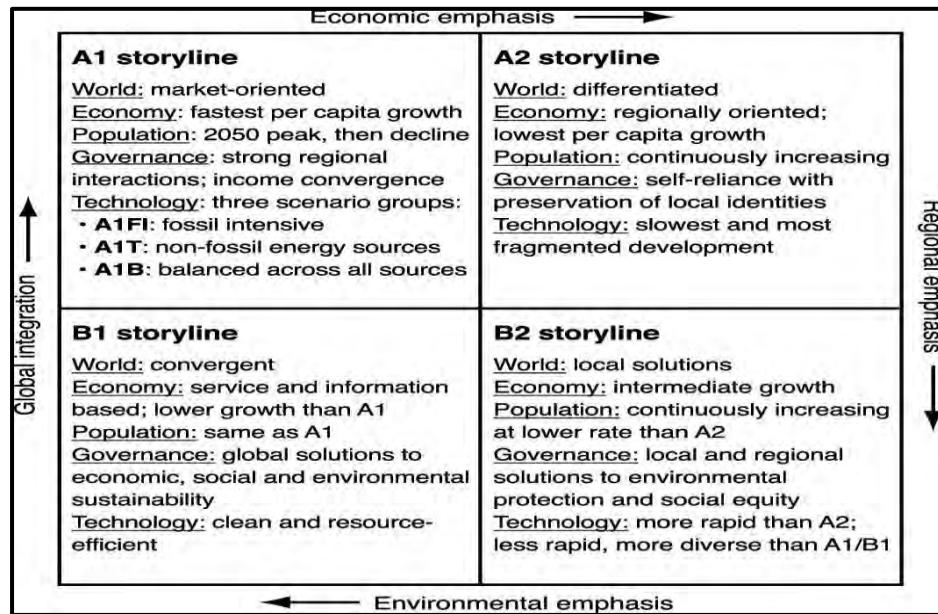 Economic emphasis
A1 storyline
World: market-oriented
Economy: fastest per capita growth
Population: 2050 peak, then decline
Governance: strong regional
interactions; income convergence
Technology: three scenario groups:
• A1FI: fossil intensive
• A1T: non-fossil energy sources
• A1B: balanced across all sources
A2 storyline
World: differentiated
Economy: regionally oriented;
lowest per capita growth
Population: continuously increasing
Governance: self-reliance with
preservation of local identities
Technology: slowest and most
fragmented development
Global integration
Regional emphasis
B1 storyline
World: convergent
Economy: service and information
based; lower growth than A1
Population: same as A1
Governance: global solutions to
economic, social and environmental
sustainability
Technology: clean and resource-
efficient
B2 storyline
World: local solutions
Economy: intermediate growth
Population: continuously increasing
at lower rate than A2
Governance: local and regional
solutions to environmental
protection and social equity
Technology: more rapid than A2;
less rapid, more diverse than A1/B1
Environmental emphasis